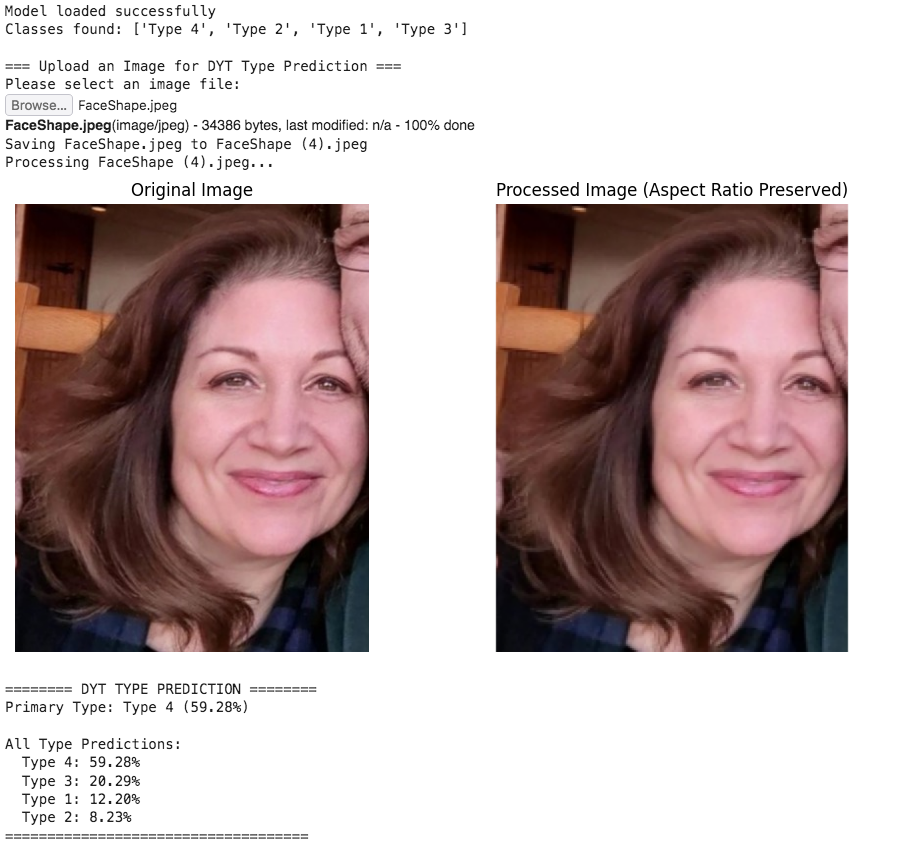 Model loaded successfully
Classes found: ['Type 4', 'Type 2', 'Type 1', 'Type 3']
=== Upload an Image for DYT Type Prediction ===
Please select an image file:
Browse... FaceShape.jpeg
FaceShape.jpeg(image/jpeg) - 34386 bytes, last modified: n/a - 100% done
Saving FaceShape.jpeg to FaceShape (4).jpeg
Processing FaceShape (4).jpeg...
Original Image
Processed Image (Aspect Ratio Preserved)
======== DYT TYPE PREDICTION ========
Primary Type: Type 4 (59.28%)
All Type Predictions:
Type 4: 59.28%
Type 3: 20.29%
Type 1: 12.20%
Type 2: 8.23%
====================================